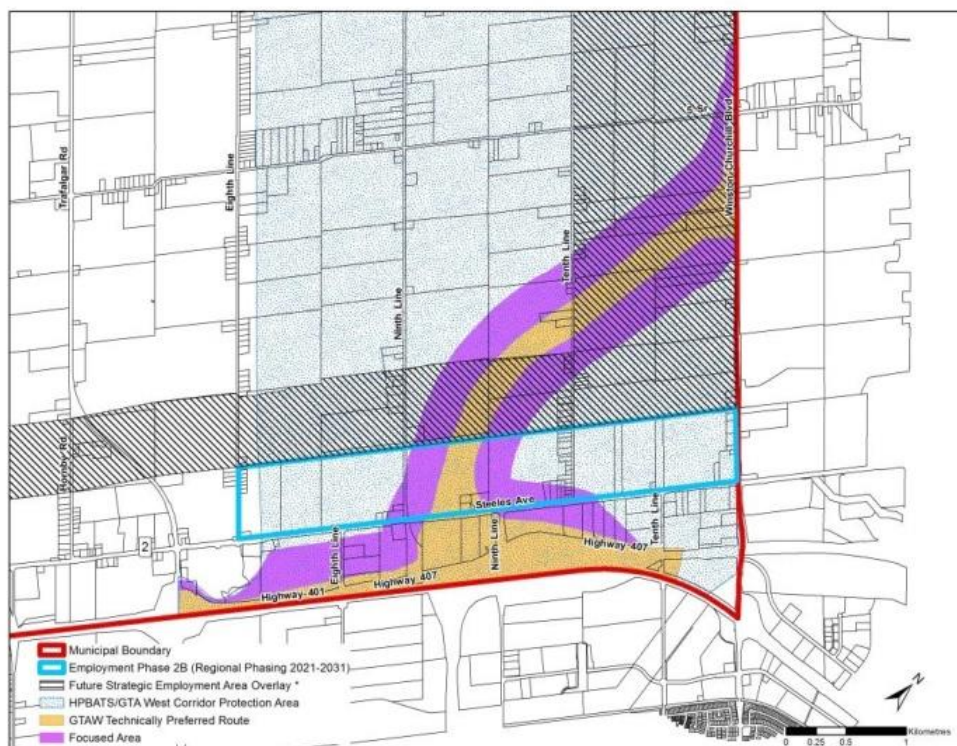 5 Sr
Winston Churchill Blvd
Trafalgar Rd
Eighth Line
Tenth Line
Ninth Line
Hornby Rd
Steeles Ave
2
Eighth Line
Ninth Line
Tenth Line
Highway 407
Highway 407
Highway 401
Municipal Boundary
Employment Phase 2B (Regional Phasing 2021-2031)
Future Strategic Employment Area Overlay *
HPBATS/GTA West Corridor Protection Area
GTAW Technically Preferred Route
Focused Area
N
Kilometres
0 0.25 0.5 1